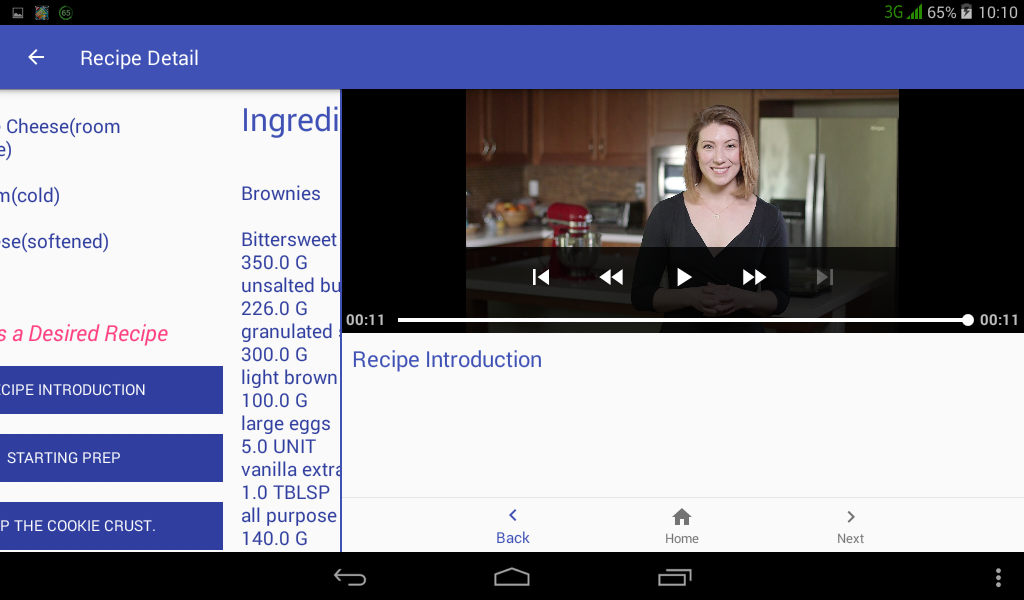 65
3G 65% 10:10
Recipe Detail
Cheese(room
e)
m(cold)
ese(softened)
s a Desired Recipe
CIPE INTRODUCTION
STARTING PREP
P THE COOKIE CRUST.
Ingredi
Brownies
Bittersweet
350.0 G
unsalted bu
226.0 G
granulated
300.0 G
light brown
100.0 G
large eggs
5.0 UNIT
vanilla extra
1.0 TBLSP
all purpose
140.0 G
00:11 00:11
Recipe Introduction
Back Home Next